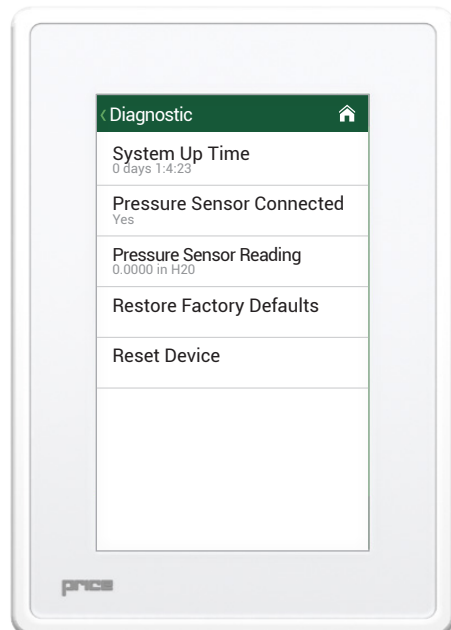 Diagnostic
System Up Time
0 days 1:4:23
Pressure Sensor Connected
Yes
Pressure Sensor Reading
0.0000 in H20
Restore Factory Defaults
Reset Device
price